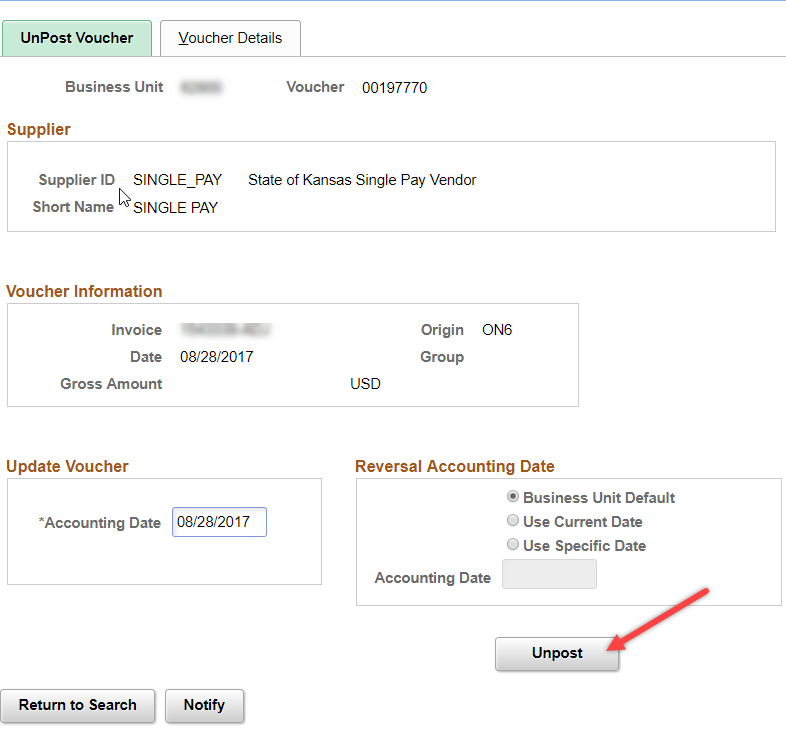 UnPost Voucher Voucher Details
Business Unit Voucher 00197770
Supplier
Supplier ID SINGLE_PAY State of Kansas Single Pay Vendor
Short Name SINGLE PAY
Voucher Information
Invoice Origin ON6
Date 08/28/2017 Group
Gross Amount USD
Update Voucher Reversal Accounting Date
Business Unit Default
*Accounting Date 08/28/2017 Use Current Date
Use Specific Date
Accounting Date
Unpost
Return to Search Notify